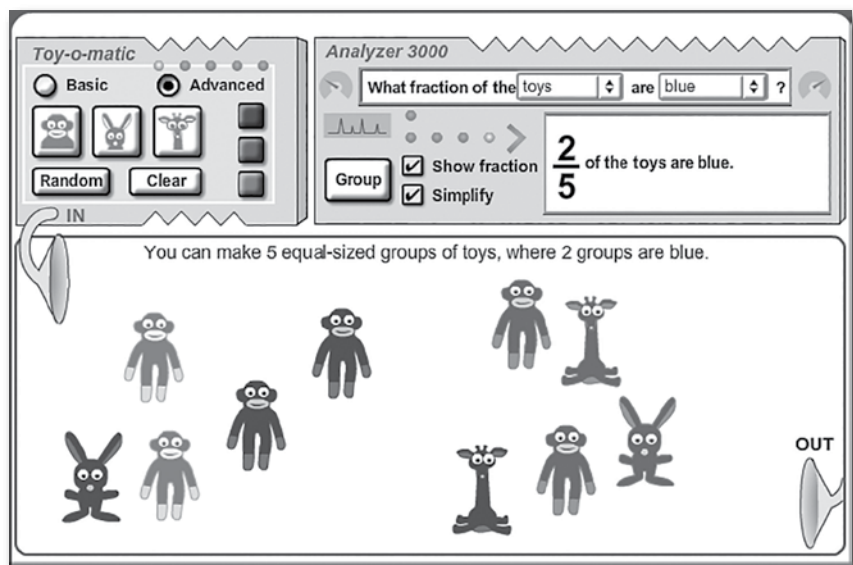 Toy-o-matic
Basic
Advanced
Random
Clear
IN
Analyzer 3000
What fraction of the toys are blue ?
Group
Show fraction
Simplify
2
5
of the toys are blue.
You can make 5 equal-sized groups of toys, where 2 groups are blue.
OUT